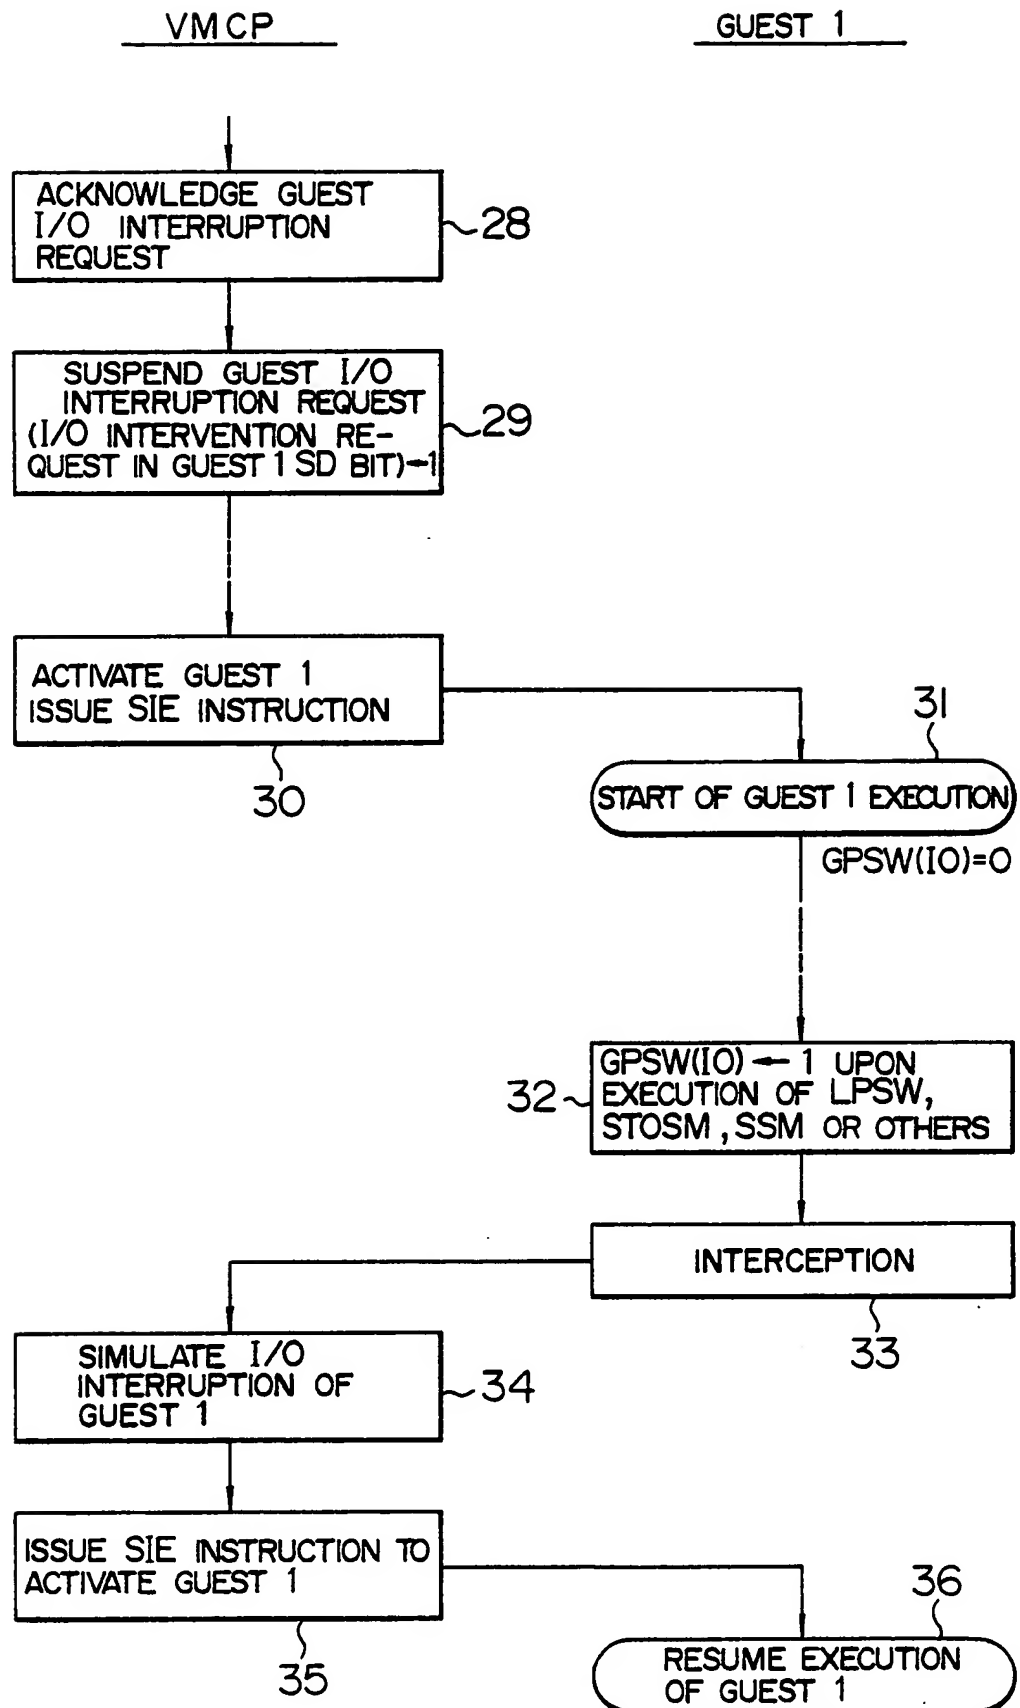 VMCP
GUEST 1
ACKNOWLEDGE GUEST
I/O INTERRUPTION
REQUEST
28
SUSPEND GUEST I/O
INTERRUPTION REQUEST
(I/O INTERVENTION RE-
QUEST IN GUEST 1 SD BIT)←1
29
ACTIVATE GUEST 1
ISSUE SIE INSTRUCTION
30
31
START OF GUEST 1 EXECUTION
GPSW(IO)=0
GPSW(IO) ← 1 UPON
EXECUTION OF LPSW,
STOSM, SSM OR OTHERS
32
INTERCEPTION
33
SIMULATE I/O
INTERRUPTION OF
GUEST 1
34
ISSUE SIE INSTRUCTION TO
ACTIVATE GUEST 1
35
36
RESUME EXECUTION
OF GUEST 1